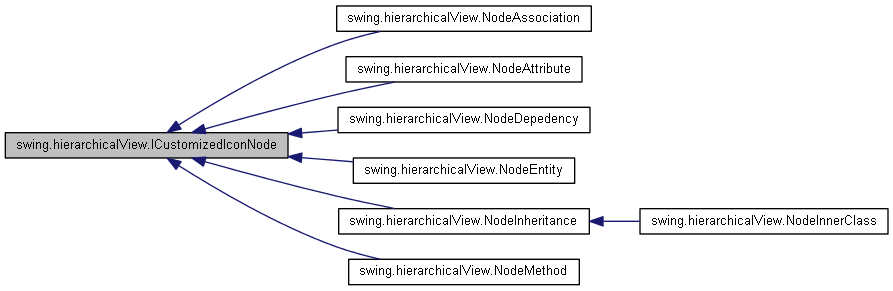 swing.hierarchicalView.NodeAssociation
swing.hierarchicalView.NodeAttribute
swing.hierarchicalView.NodeDepedency
swing.hierarchicalView.ICustomizedIconNode
swing.hierarchicalView.NodeEntity
swing.hierarchicalView.NodeInheritance
swing.hierarchicalView.NodeInnerClass
swing.hierarchicalView.NodeMethod